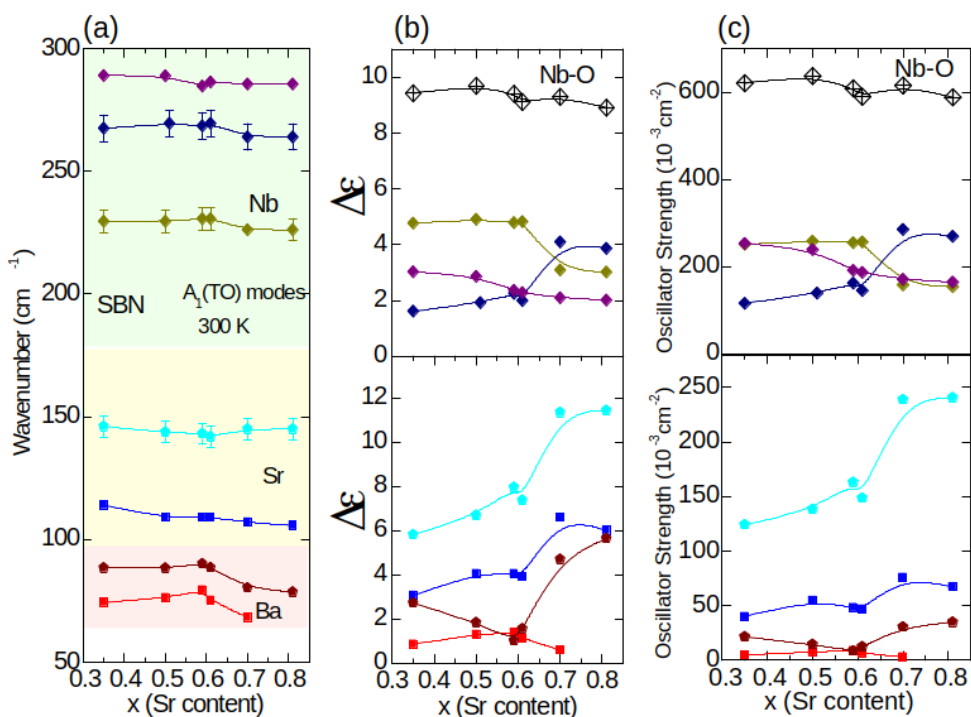 (a)
300
250
200
150
100
50
Wavenumber (cm ⁻¹)
Nb
SBN
A₁(TO) modes
300 K
Sr
Ba
0.3 0.4 0.5 0.6 0.7 0.8
x (Sr content)
(b)
Nb-O
10
8
6
4
2
0
Δε
12
10
8
6
4
2
0
Δε
0.3 0.4 0.5 0.6 0.7 0.8
x (Sr content)
(c)
Nb-O
600
400
200
0
Oscillator Strength (10⁻³cm⁻²)
250
200
150
100
50
0
Oscillator Strength (10⁻³cm⁻²)
0.3 0.4 0.5 0.6 0.7 0.8
x (Sr content)